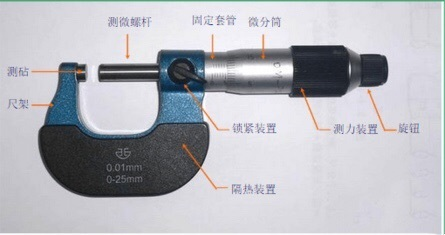 测微螺杆
固定套管
微分筒
测砧
尺架
锁紧装置
测力装置
旋钮
隔热装置
0.01mm
0-25mm